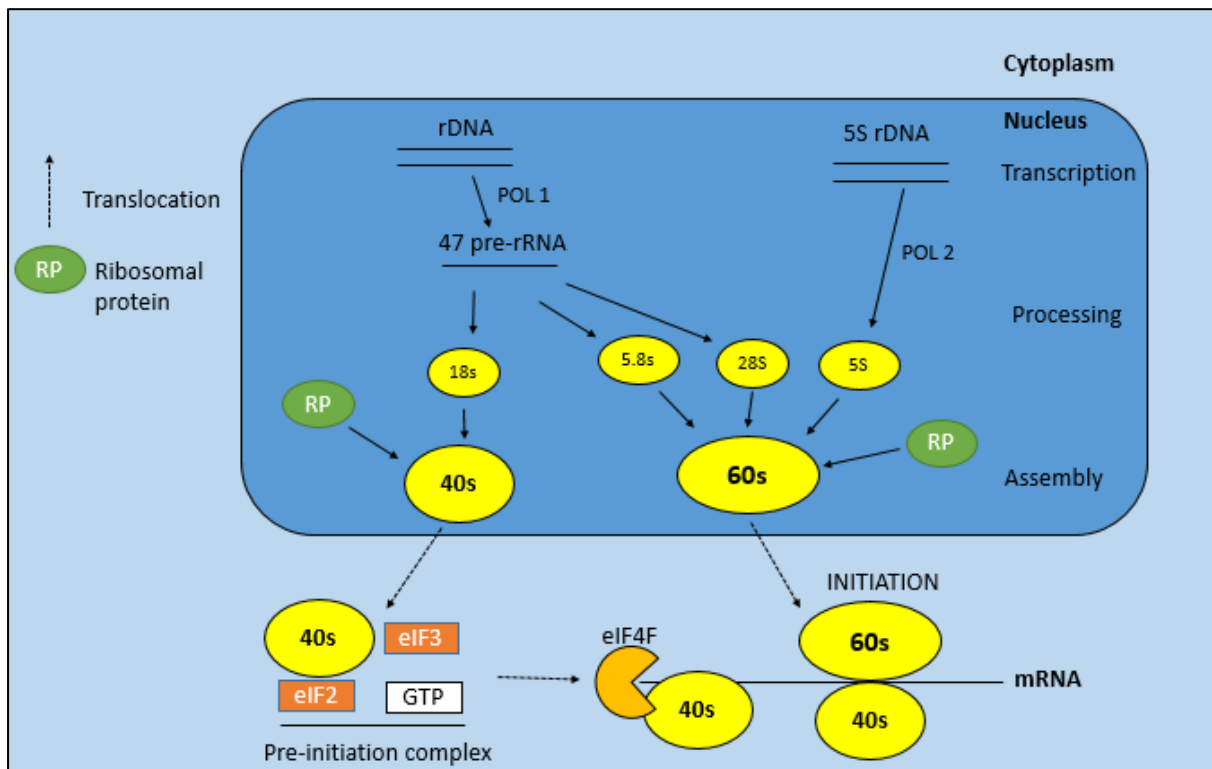 Cytoplasm
Nucleus
rDNA
5S rDNA
Transcription
Translocation
POL 1
47 pre-rRNA
POL 2
RP
Ribosomal
protein
Processing
18s
5.8s
28S
5S
RP
RP
40s
60s
Assembly
INITIATION
40s
eIF3
eIF4F
60s
eIF2
GTP
mRNA
40s
40s
Pre-initiation complex